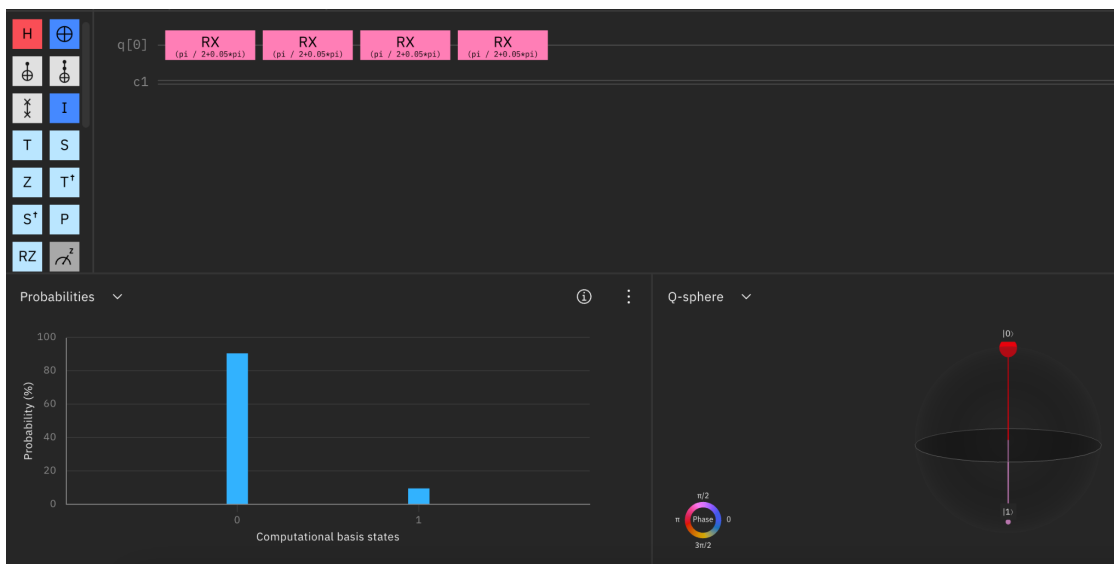 H
q[0] RX RX RX RX
(pi / 2+0.05*pi) (pi / 2+0.05*pi) (pi / 2+0.05*pi) (pi / 2+0.05*pi)
c1
I
T S
Z T†
S† P
RZ z
Probabilities
Q-sphere
100
80
60
40
20
0
Probability (%)
0 1
Computational basis states
|0⟩
|1⟩
π/2
π Phase 0
3π/2